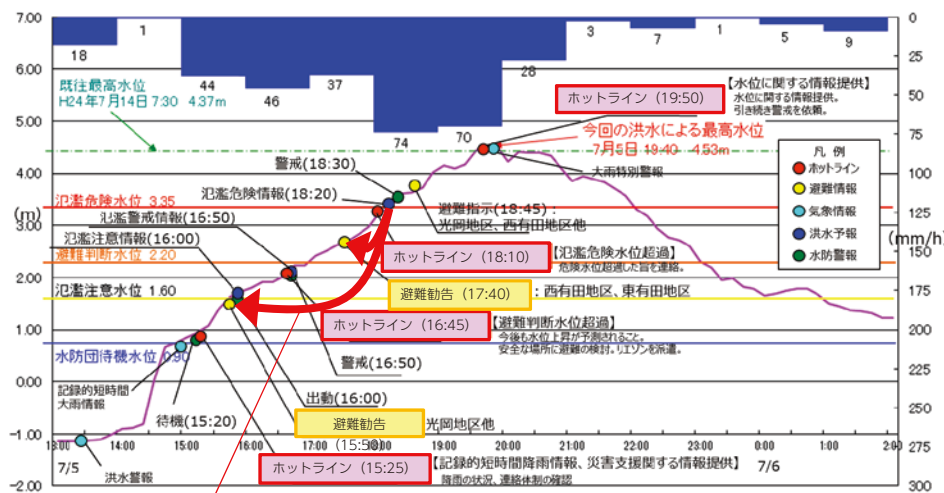 7.00
6.00
5.00
4.00
3.00
(m)
2.00
1.00
0.00
-1.00
-2.00
0
25
50
75
100
125
(mm/h)
150
175
200
225
250
275
300
18
1
44
46
37
74
70
28
3
7
1
5
9
既往最高水位
H24年7月14日 7:30 4.37m
ホットライン（19:50）
【水位に関する情報提供】
水位に関する情報提供。
引き続き警戒を依頼。
今回の洪水による最高水位
7月5日 19:40 4.53m
大雨特別警報
凡 例
ホットライン
避難情報
気象情報
洪水予報
水防警報
警戒(18:30)
氾濫危険情報(18:20)
氾濫危険水位 3.35
氾濫警戒情報(16:50)
避難指示(18:45)：
光岡地区、西有田地区他
氾濫注意情報(16:00)
ホットライン（18:10）
【氾濫危険水位超過】
危険水位超過した旨を連絡。
避難判断水位 2.20
避難勧告（17:40）
：西有田地区、東有田地区
氾濫注意水位 1.60
ホットライン（16:45）
【避難判断水位超過】
今後も水位上昇が予測されること。
安全な場所に避難の検討。リエゾンを派遣。
水防団待機水位 0.90
警戒(16:50)
記録的短時間
大雨情報
出動(16:00)
待機(15:20)
避難勧告
光岡地区他
(15:50)
13:00 14:00 15:00 16:00 17:00 18:00 19:00 20:00 21:00 22:00 23:00 0:00 1:00 2:00
7/5
7/6
洪水警報
ホットライン（15:25）
【記録的短時間降雨情報、災害支援関する情報提供】
降雨の状況、連絡体制の確認